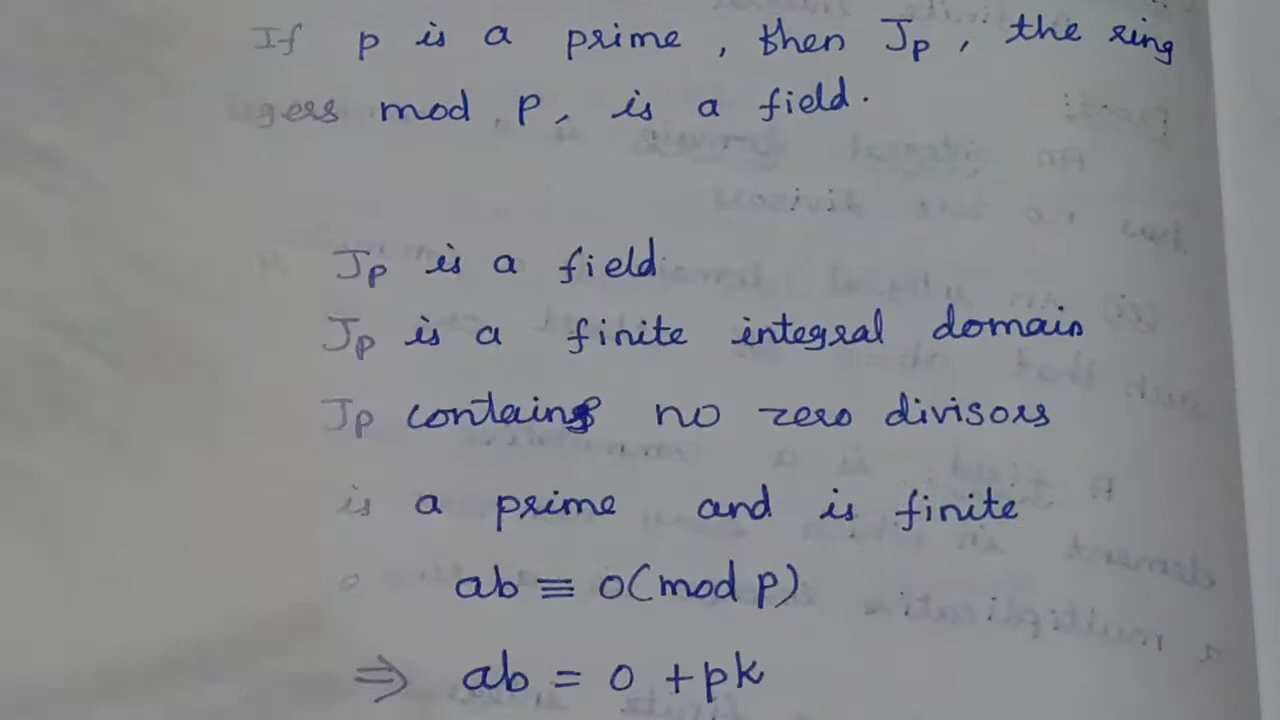 If p is a prime, then Jp, the ring
gers mod p, is a field.
Jp is a field
Jp is a finite integral domain
Jp contains no zero divisors
is a prime and is finite
ab ≡ 0(mod p)
⇒ ab = 0 + pk